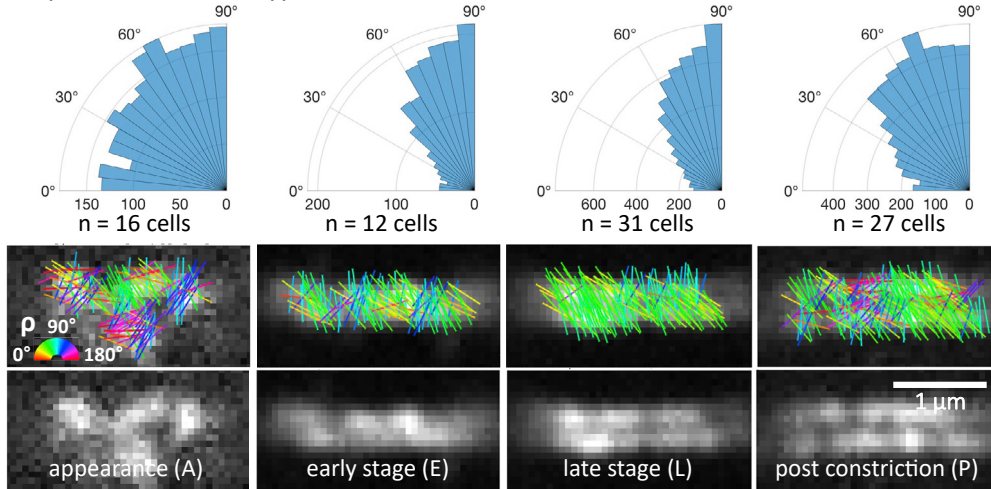 90° 90° 90° 90°
60° 60° 60° 60°
30° 30° 30° 30°
0° 0° 0° 0°
150 100 50 0 200 100 0 600 400 200 0 400 300 200 100 0
n = 16 cells n = 12 cells n = 31 cells n = 27 cells
ρ 90°
0° 180°
1 µm
appearance (A) early stage (E) late stage (L) post constriction (P)